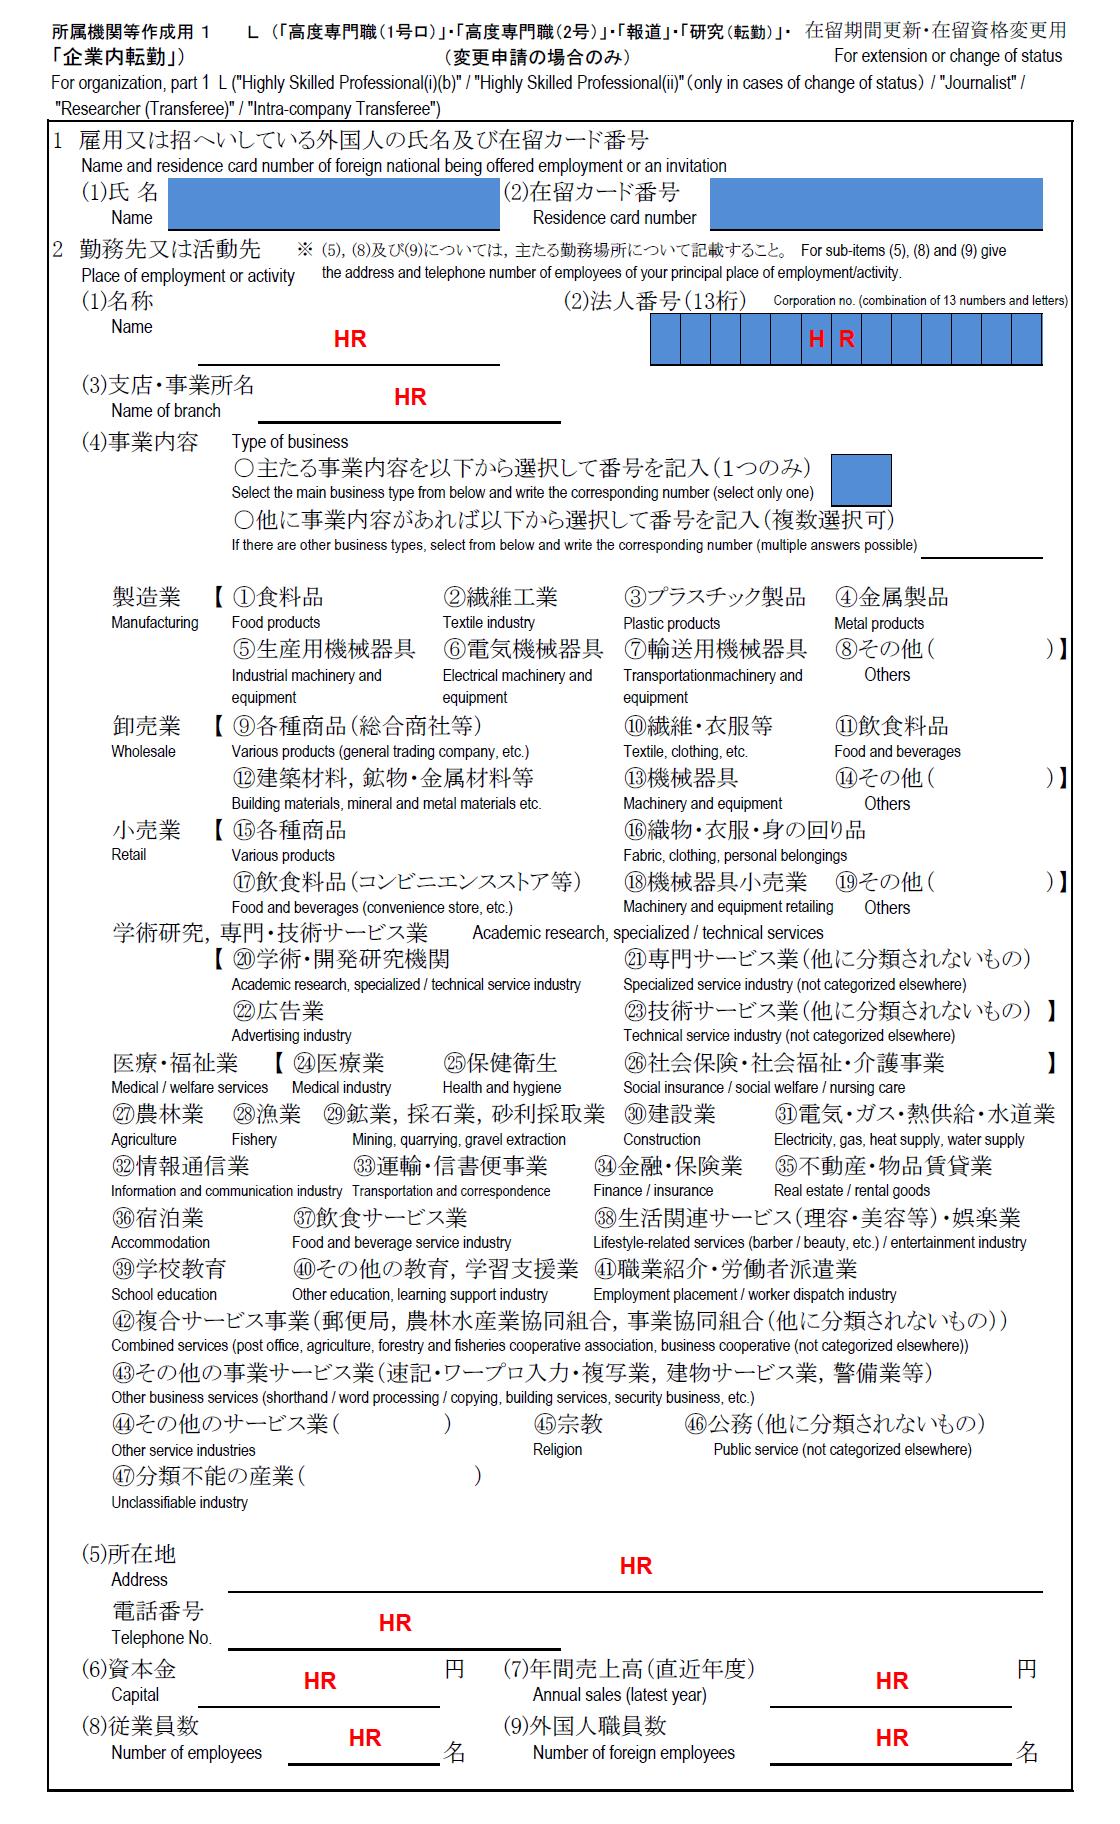 所属機関等作成用 1　　L （「高度専門職（1号ロ）」・「高度専門職（2号）」・「報道」・「研究（転勤）」・ 在留期間更新・在留資格変更用
「企業内転勤」） （変更申請の場合のみ） For extension or change of status
For organization, part 1 L ("Highly Skilled Professional(i)(b)" / "Highly Skilled Professional(ii)" (only in cases of change of status) / "Journalist" /
"Researcher (Transferee)" / "Intra-company Transferee")
1 雇用又は招へいしている外国人の氏名及び在留カード番号
Name and residence card number of foreign national being offered employment or an invitation
(1)氏 名 (2)在留カード番号
Name Residence card number
2 勤務先又は活動先 ※ (5), (8)及び(9)については, 主たる勤務場所について記載すること。 For sub-items (5), (8) and (9) give
Place of employment or activity the address and telephone number of employees of your principal place of employment/activity.
(1)名称 (2)法人番号(13桁) Corporation no. (combination of 13 numbers and letters)
Name HR H R
(3)支店・事業所名 HR
Name of branch
(4)事業内容 Type of business
○主たる事業内容を以下から選択して番号を記入(1つのみ)
Select the main business type from below and write the corresponding number (select only one)
○他に事業内容があれば以下から選択して番号を記入(複数選択可)
If there are other business types, select from below and write the corresponding number (multiple answers possible)
製造業 【 ①食料品 ②繊維工業 ③プラスチック製品 ④金属製品
Manufacturing Food products Textile industry Plastic products Metal products
⑤生産用機械器具 ⑥電気機械器具 ⑦輸送用機械器具 ⑧その他( )】
Industrial machinery and Electrical machinery and Transportationmachinery and Others
equipment equipment equipment
卸売業 【 ⑨各種商品(総合商社等) ⑩繊維・衣服等 ⑪飲食料品
Wholesale Various products (general trading company, etc.) Textile, clothing, etc. Food and beverages
⑫建築材料, 鉱物・金属材料等 ⑬機械器具 ⑭その他( )】
Building materials, mineral and metal materials etc. Machinery and equipment Others
小売業 【 ⑮各種商品 ⑯織物・衣服・身の回り品
Retail Various products Fabric, clothing, personal belongings
⑰飲食料品(コンビニエンスストア等) ⑱機械器具小売業 ⑲その他( )】
Food and beverages (convenience store, etc.) Machinery and equipment retailing Others
学術研究, 専門・技術サービス業 Academic research, specialized / technical services
【 ⑳学術・開発研究機関 ㉑専門サービス業(他に分類されないもの)
Academic research, specialized / technical service industry Specialized service industry (not categorized elsewhere)
㉒広告業 ㉓技術サービス業(他に分類されないもの) 】
Advertising industry Technical service industry (not categorized elsewhere)
医療・福祉業 【 ㉔医療業 ㉕保健衛生 ㉖社会保険・社会福祉・介護事業 】
Medical / welfare services Medical industry Health and hygiene Social insurance / social welfare / nursing care
㉗農林業 ㉘漁業 ㉙鉱業, 採石業, 砂利採取業 ㉚建設業 ㉛電気・ガス・熱供給・水道業
Agriculture Fishery Mining, quarrying, gravel extraction Construction Electricity, gas, heat supply, water supply
㉜情報通信業 ㉝運輸・信書便事業 ㉞金融・保険業 ㉟不動産・物品賃貸業
Information and communication industry Transportation and correspondence Finance / insurance Real estate / rental goods
㊱宿泊業 ㊲飲食サービス業 ㊳生活関連サービス(理容・美容等)・娯楽業
Accommodation Food and beverage service industry Lifestyle-related services (barber / beauty, etc.) / entertainment industry
㊴学校教育 ㊵その他の教育, 学習支援業 ㊶職業紹介・労働者派遣業
School education Other education, learning support industry Employment placement / worker dispatch industry
㊷複合サービス事業(郵便局, 農林水産業協同組合, 事業協同組合(他に分類されないもの))
Combined services (post office, agriculture, forestry and fisheries cooperative association, business cooperative (not categorized elsewhere))
㊸その他の事業サービス業(速記・ワープロ入力・複写業, 建物サービス業, 警備業等)
Other business services (shorthand / word processing / copying, building services, security business, etc.)
㊹その他のサービス業( ) ㊺宗教 ㊻公務(他に分類されないもの)
Other service industries Religion Public service (not categorized elsewhere)
㊼分類不能の産業( )
Unclassifiable industry
(5)所在地 HR
Address
電話番号 HR
Telephone No.
(6)資本金 HR 円 (7)年間売上高(直近年度) HR 円
Capital Annual sales (latest year)
(8)従業員数 HR (9)外国人職員数 HR
Number of employees 名 Number of foreign employees 名